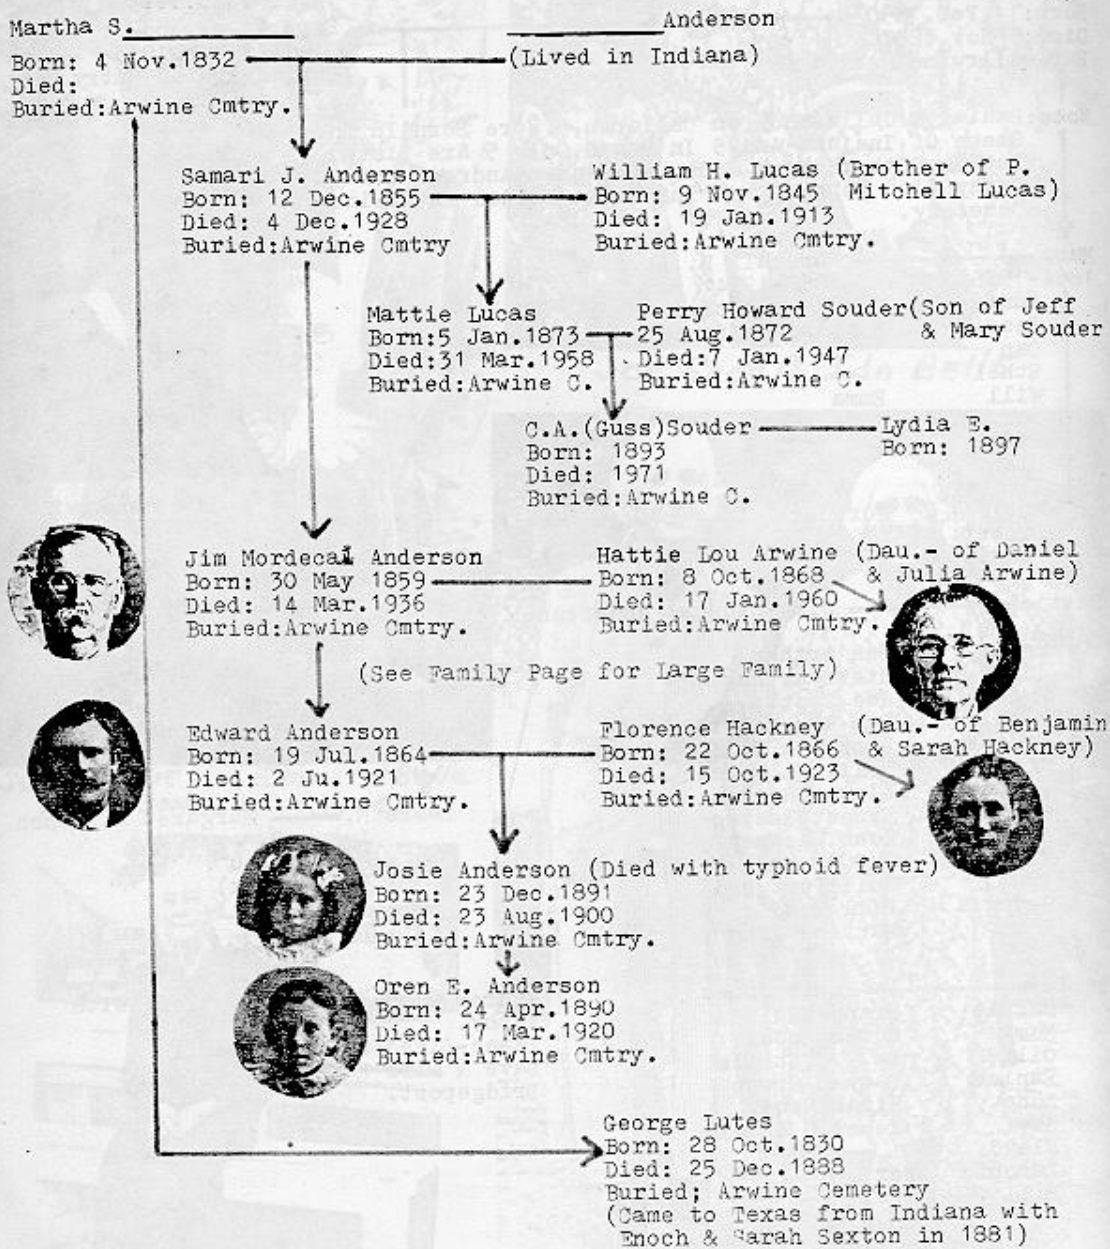 Martha S.____________ ____________Anderson
Born: 4 Nov.1832 (Lived in Indiana)
Died:
Buried:Arwine Cmtry.
Samari J. Anderson
Born: 12 Dec.1855
Died: 4 Dec.1928
Buried:Arwine Cmtry
William H. Lucas (Brother of P.
Born: 9 Nov.1845 Mitchell Lucas)
Died: 19 Jan.1913
Buried:Arwine Cmtry.
Mattie Lucas
Born:5 Jan.1873
Died:31 Mar.1958
Buried:Arwine C.
Perry Howard Souder(Son of Jeff
25 Aug.1872 & Mary Souder
Died:7 Jan.1947
Buried:Arwine C.
C.A.(Guss)Souder
Born: 1893
Died: 1971
Buried:Arwine C.
Lydia E.
Born: 1897
Jim Mordecai Anderson
Born: 30 May 1859
Died: 14 Mar.1936
Buried:Arwine Cmtry.
Hattie Lou Arwine (Dau.- of Daniel
Born: 8 Oct.1868 & Julia Arwine)
Died: 17 Jan.1960
Buried:Arwine Cmtry.
(See Family Page for Large Family)
Edward Anderson
Born: 19 Jul.1864
Died: 2 Ju.1921
Buried:Arwine Cmtry.
Florence Hackney (Dau.- of Benjamin
Born: 22 Oct.1866 & Sarah Hackney)
Died: 15 Oct.1923
Buried:Arwine Cmtry.
Josie Anderson (Died with typhoid fever)
Born: 23 Dec.1891
Died: 23 Aug.1900
Buried:Arwine Cmtry.
Oren E. Anderson
Born: 24 Apr.1890
Died: 17 Mar.1920
Buried:Arwine Cmtry.
George Lutes
Born: 28 Oct.1830
Died: 25 Dec.1888
Buried; Arwine Cemetery
(Came to Texas from Indiana with
Enoch & Sarah Sexton in 1881)